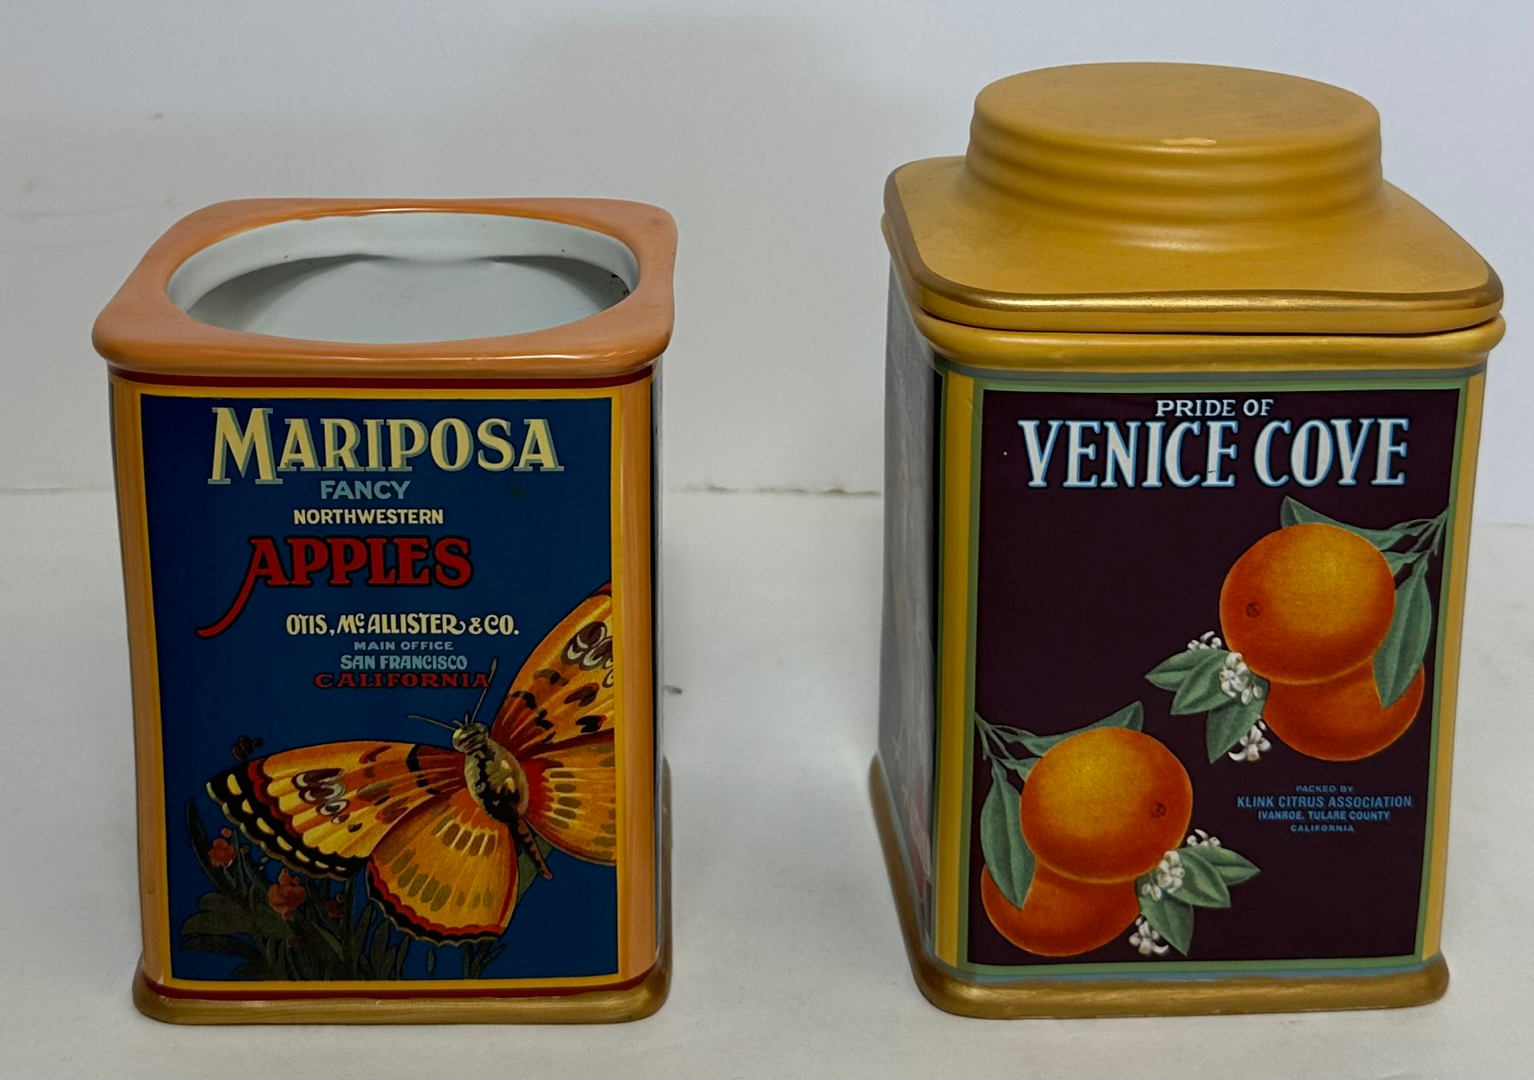 MARIPOSA
FANCY
NORTHWESTERN
APPLES
OTIS, MCALLISTER & CO.
MAIN OFFICE
SAN FRANCISCO
CALIFORNIA
PRIDE OF
VENICE COVE
PACKED BY
KLINK CITRUS ASSOCIATION
IVANROE, TULARE COUNTY
CALIFORNIA